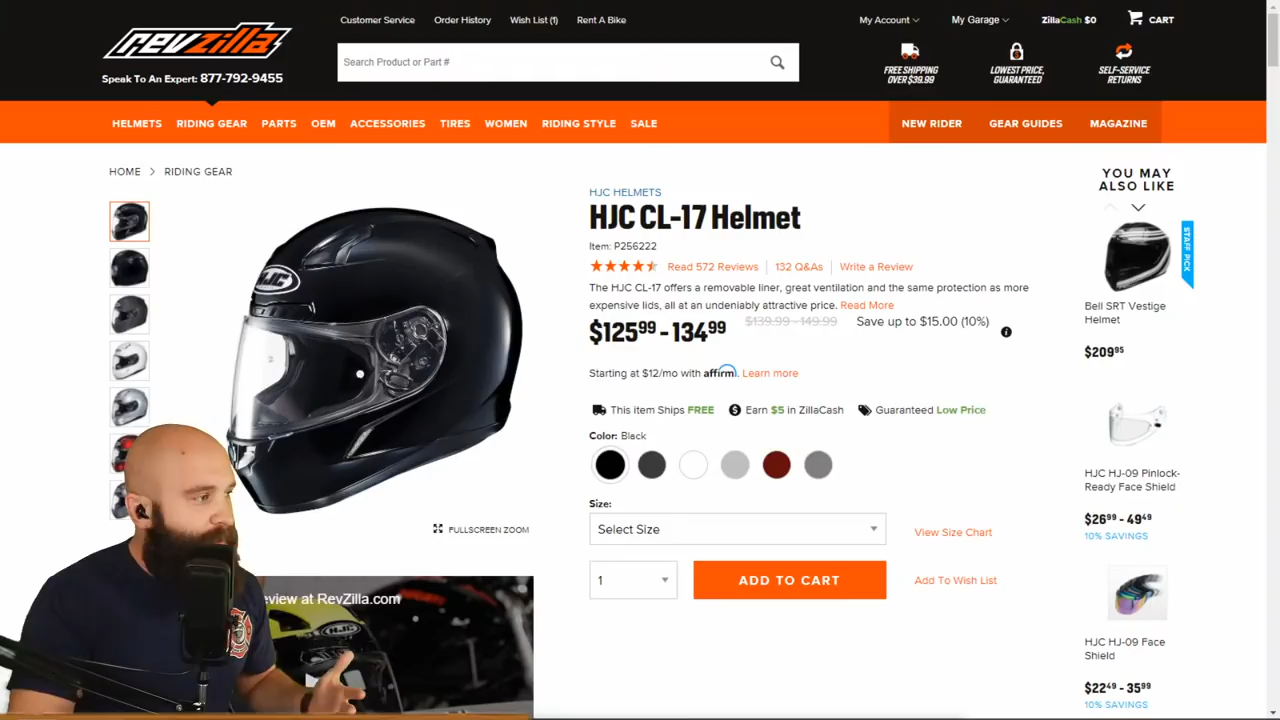 Customer Service Order History Wish List (1) Rent A Bike My Account My Garage ZillaCash $0 CART
revzilla
Search Product or Part #
Speak To An Expert: 877-792-9455
FREE SHIPPING
OVER $39.99
LOWEST PRICE,
GUARANTEED
SELF-SERVICE
RETURNS
HELMETS RIDING GEAR PARTS OEM ACCESSORIES TIRES WOMEN RIDING STYLE SALE NEW RIDER GEAR GUIDES MAGAZINE
HOME > RIDING GEAR
HJC
FULLSCREEN ZOOM
eview at RevZilla.com
HJC
HJC HELMETS
HJC CL-17 Helmet
Item: P256222
Read 572 Reviews | 132 Q&As | Write a Review
The HJC CL-17 offers a removable liner, great ventilation and the same protection as more
expensive lids, all at an undeniably attractive price. Read More
$125.99 - 134.99 $139.99 - 149.99 Save up to $15.00 (10%)
Starting at $12/mo with affirm. Learn more
This item Ships FREE Earn $5 in ZillaCash Guaranteed Low Price
Color: Black
Size:
Select Size View Size Chart
1 ADD TO CART Add To Wish List
YOU MAY
ALSO LIKE
STAFF PICK
Bell SRT Vestige
Helmet
$209.95
HJC HJ-09 Pinlock-
Ready Face Shield
$26.99 - 49.49
10% SAVINGS
HJC HJ-09 Face
Shield
$22.49 - 35.99
10% SAVINGS